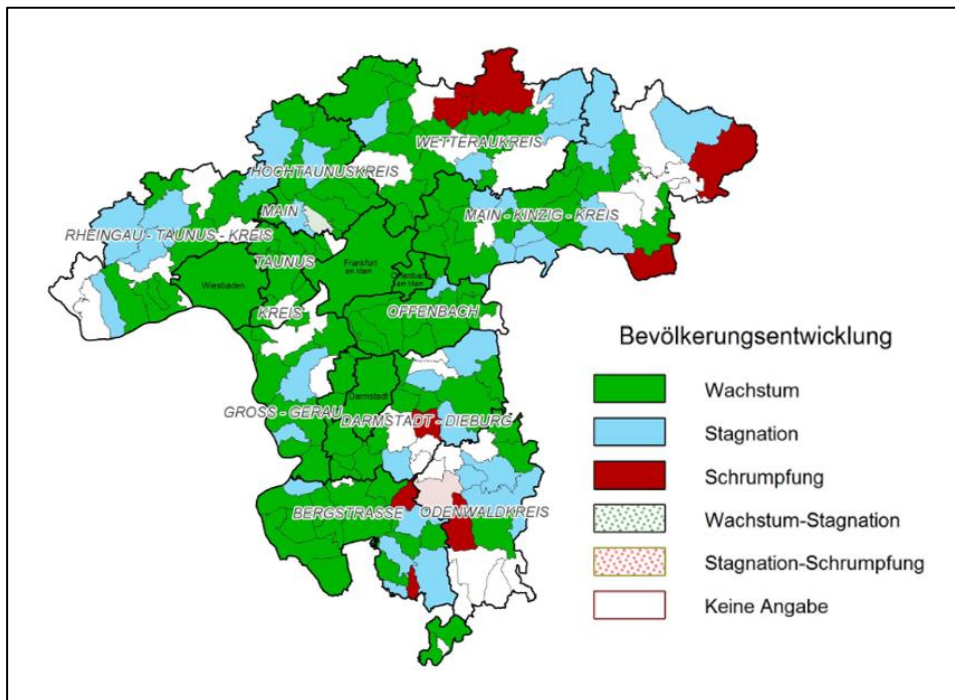 WETTERAUKREIS
HOCHTAUNUSKREIS
MAIN -
MAIN - KINZIG - KREIS
RHEINGAU - TAUNUS - KREIS
TAUNUS
Frankfurt
am Main
Offenbach
am Main
Wiesbaden
KREIS
OFFENBACH
Bevölkerungsentwicklung
Wachstum
Darmstadt
GROSS - GERAU
DARMSTADT - DIEBURG
Stagnation
Schrumpfung
BERGSTRASSE
ODENWALDKREIS
Wachstum-Stagnation
Stagnation-Schrumpfung
Keine Angabe